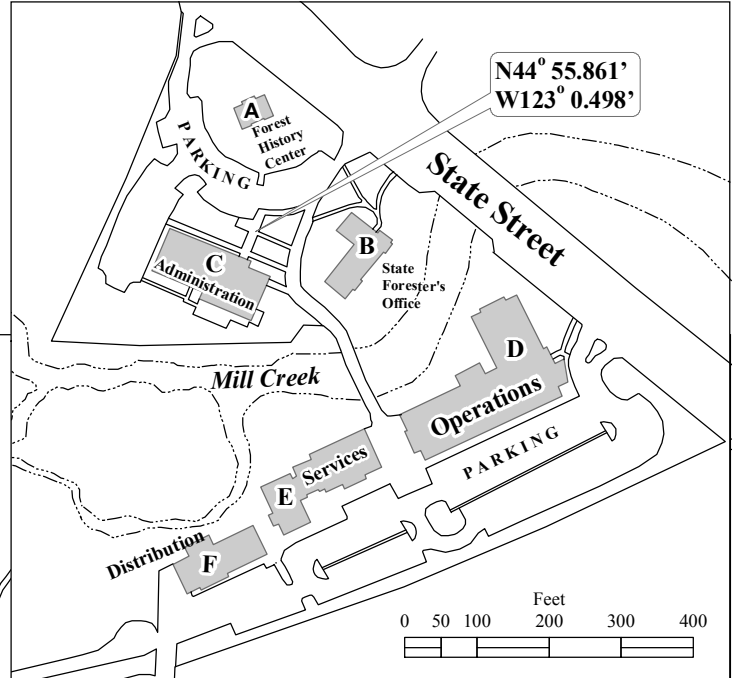 N44° 55.861’
W123° 0.498’
A
Forest
History
Center
PARKING
State Street
B
State
Forester's
Office
C
Administration
D
Operations
Mill Creek
PARKING
Services
E
Distribution
F
Feet
0 50 100 200 300 400